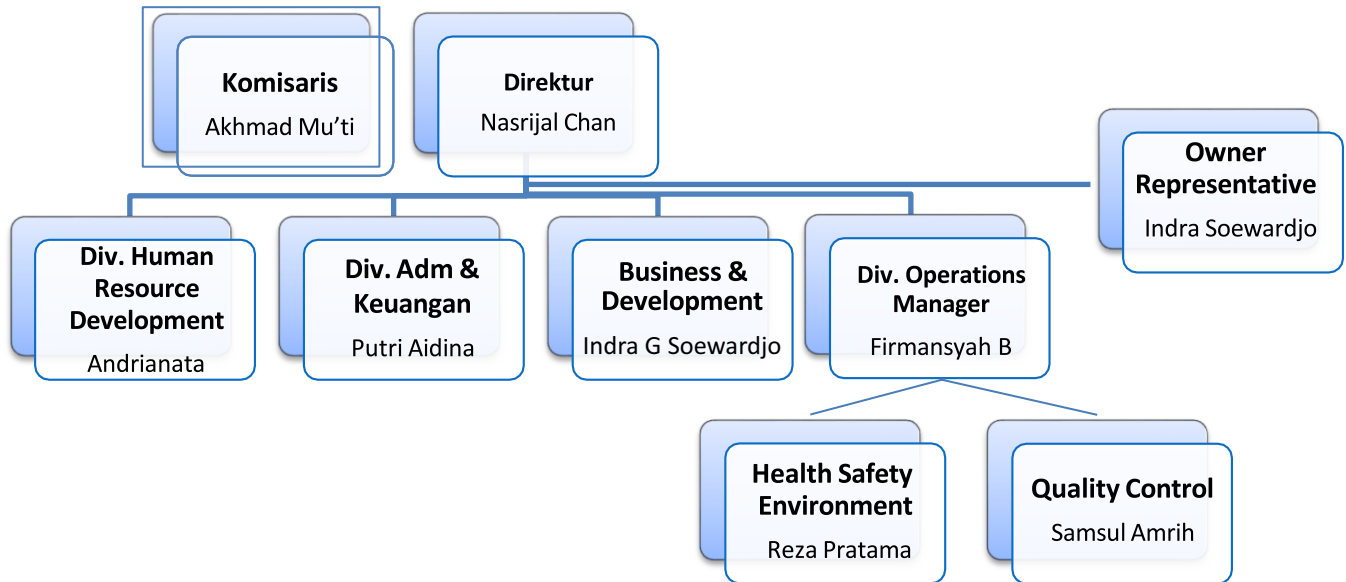 Komisaris
Akhmad Mu’ti
Direktur
Nasrijal Chan
Owner
Representative
Indra Soewardjo
Div. Human
Resource
Development
Andrianata
Div. Adm &
Keuangan
Putri Aidina
Business &
Development
Indra G Soewardjo
Div. Operations
Manager
Firmansyah B
Health Safety
Environment
Reza Pratama
Quality Control
Samsul Amrih